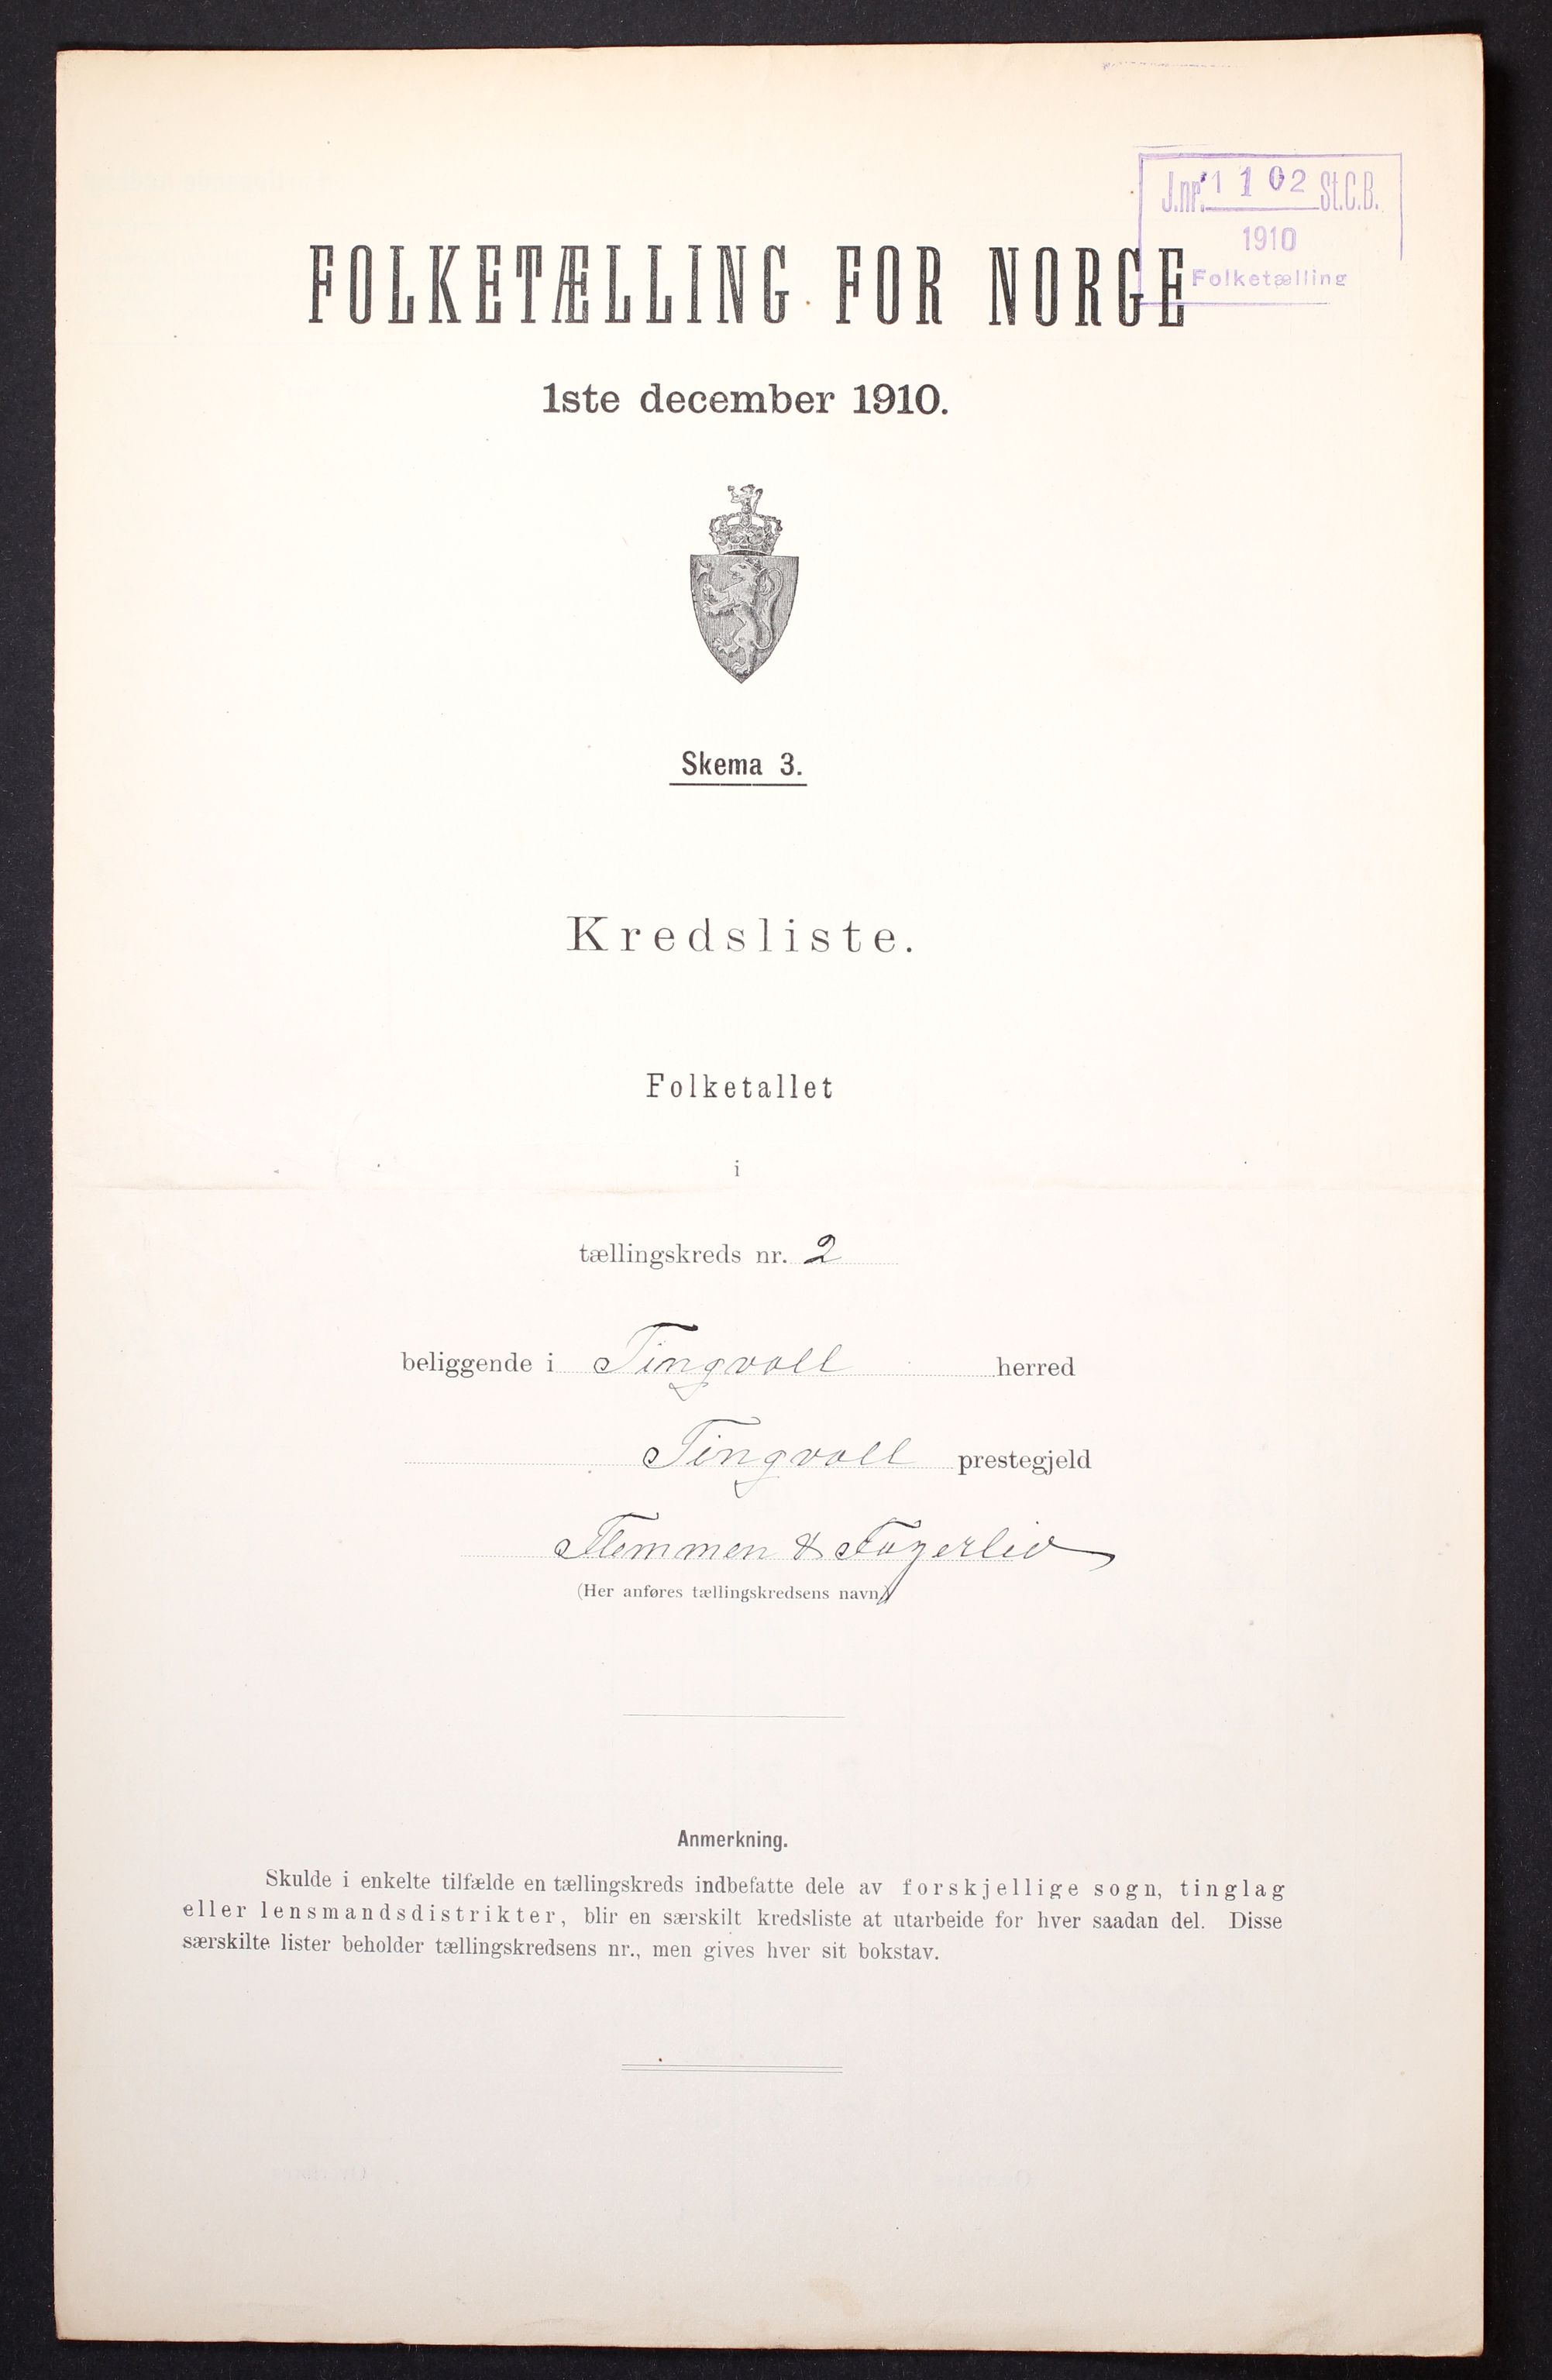 J.nr. 1102 St.C.B.
1910
Folketælling
FOLKETÆLLING FOR NORGE
1ste december 1910.
Skema 3.
Kredsliste.
Folketallet
i
tællingskreds nr. 2
beliggende i Tingvoll herred
Tingvoll prestegjeld
Flemmen & Fagerlid
(Her anføres tællingskredsens navn)
Anmerkning.
Skulde i enkelte tilfælde en tællingskreds indbefatte dele av forskjellige sogn, tinglag
eller lensmandsdistrikter, blir en særskilt kredsliste at utarbeide for hver saadan del. Disse
særskilte lister beholder tællingskredsens nr., men gives hver sit bokstav.